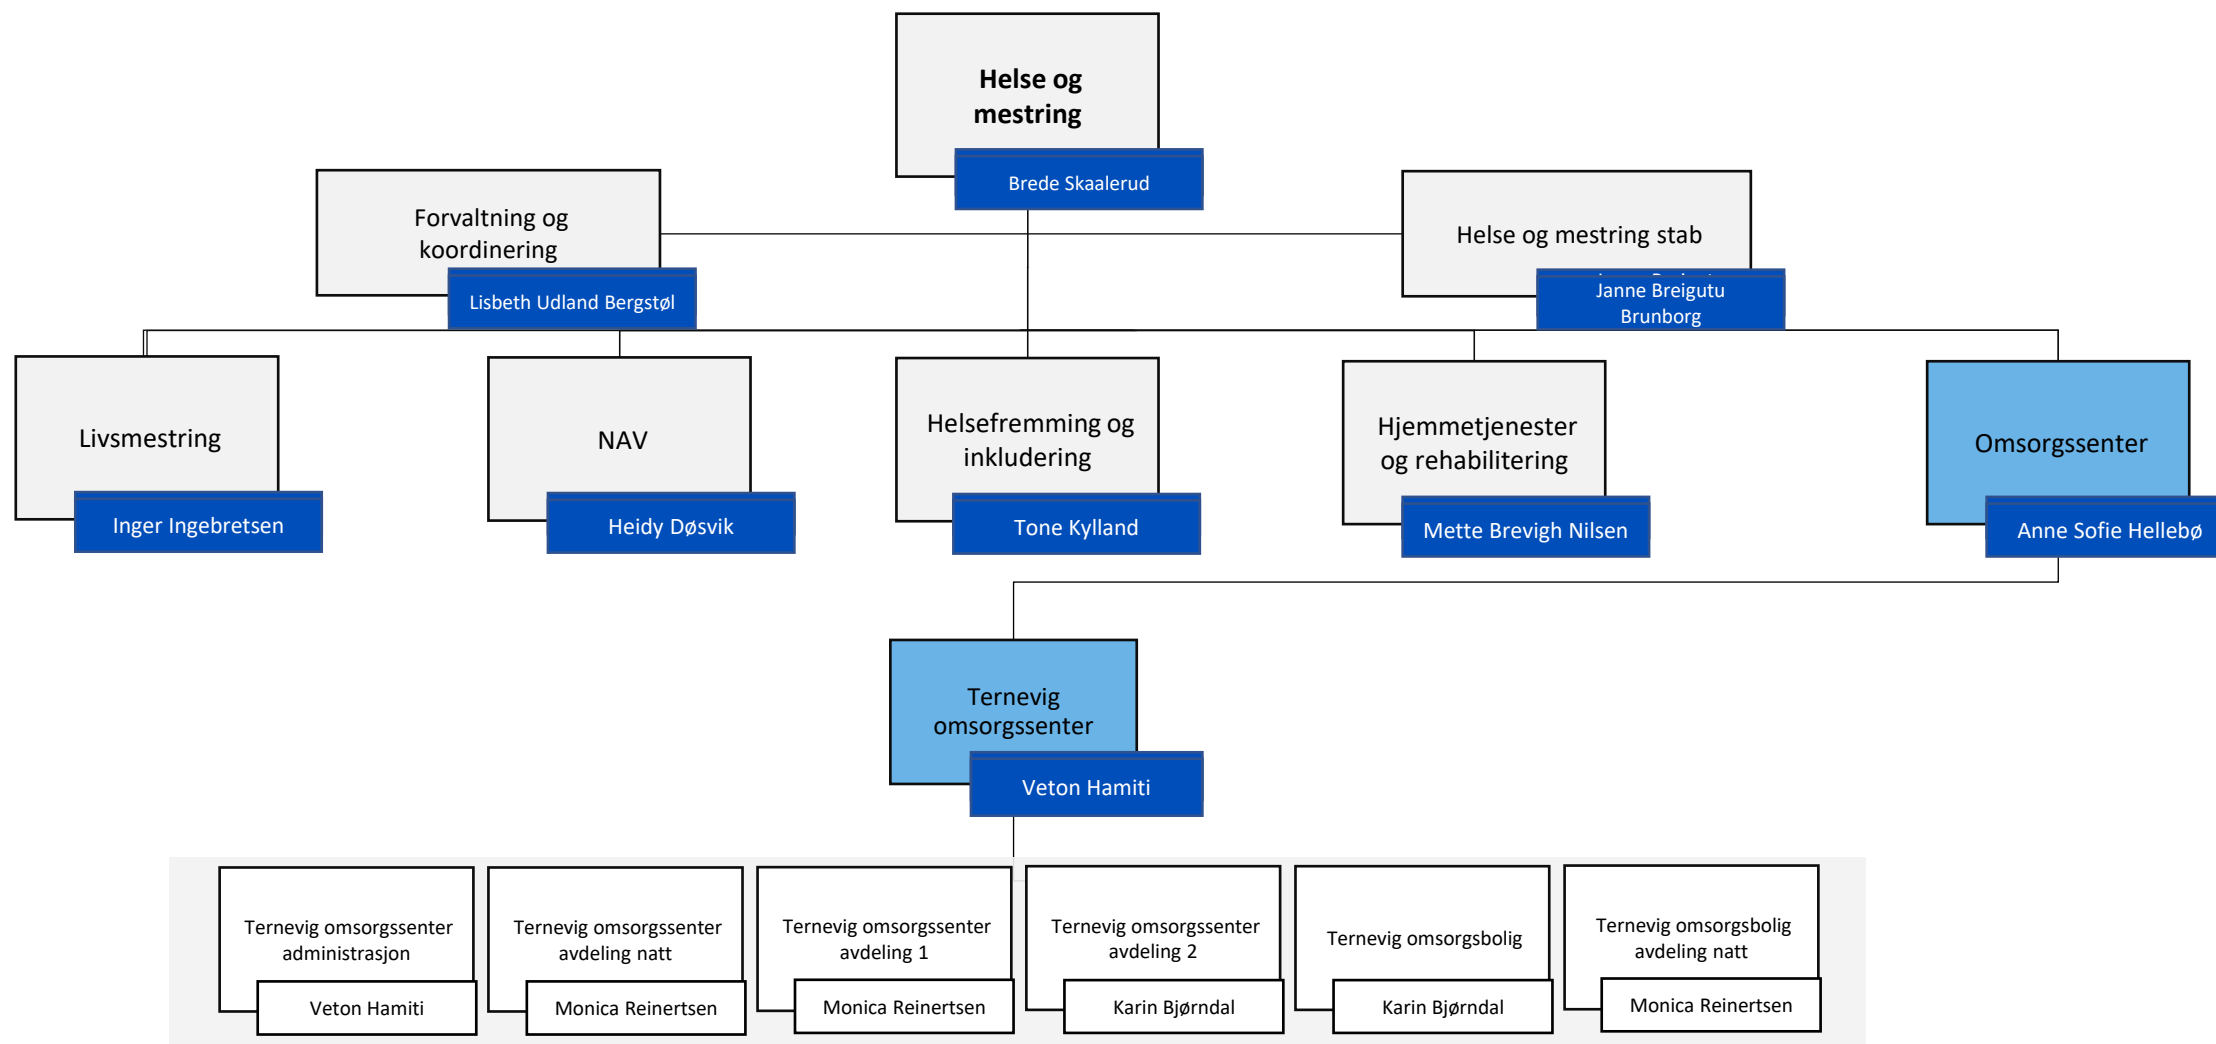 Helse og
mestring
Brede Skaalerud
Forvaltning og
koordinering
Lisbeth Udland Bergstøl
Helse og mestring stab
Janne Breigutu
Brunborg
Livsmestring
Inger Ingebretsen
NAV
Heidy Døsvik
Helsefremming og
inkludering
Tone Kylland
Hjemmetjenester
og rehabilitering
Mette Brevigh Nilsen
Omsorgssenter
Anne Sofie Hellebø
Ternevig
omsorgssenter
Veton Hamiti
Ternevig omsorgssenter
administrasjon
Veton Hamiti
Ternevig omsorgssenter
avdeling natt
Monica Reinertsen
Ternevig omsorgssenter
avdeling 1
Monica Reinertsen
Ternevig omsorgssenter
avdeling 2
Karin Bjørndal
Ternevig omsorgsbolig
Karin Bjørndal
Ternevig omsorgsbolig
avdeling natt
Monica Reinertsen